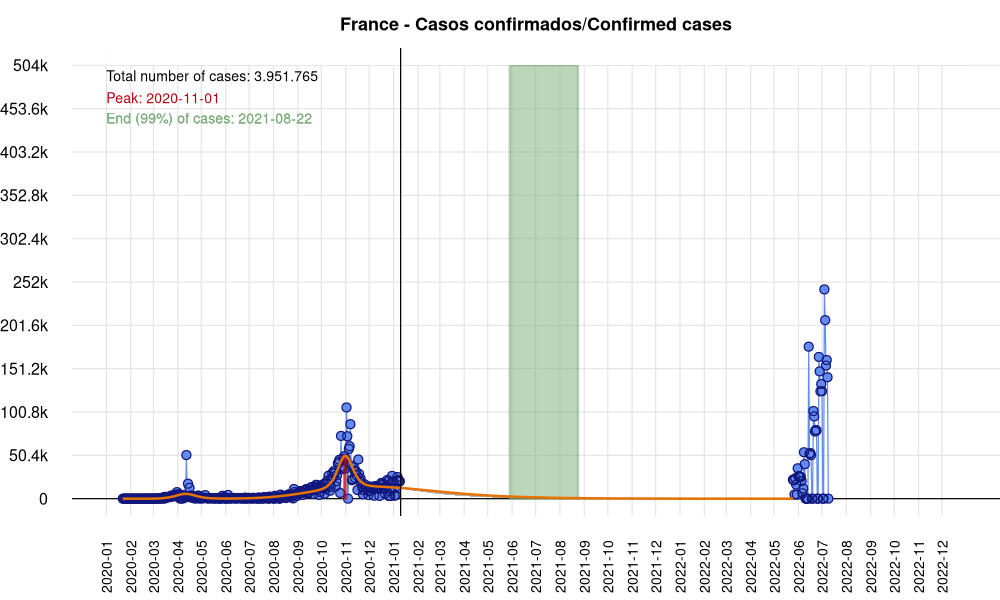 France - Casos confirmados/Confirmed cases
Total number of cases: 3.951.765
Peak: 2020-11-01
End (99%) of cases: 2021-08-22
504k
453.6k
403.2k
352.8k
302.4k
252k
201.6k
151.2k
100.8k
50.4k
0
2020-01
2020-02
2020-03
2020-04
2020-05
2020-06
2020-07
2020-08
2020-09
2020-10
2020-11
2020-12
2021-01
2021-03
2021-04
2021-05
2021-06
2021-07
2021-08
2021-09
2021-10
2021-11
2021-12
2022-01
2022-02
2022-03
2022-04
2022-05
2022-06
2022-07
2022-08
2022-09
2022-10
2022-11
2022-12